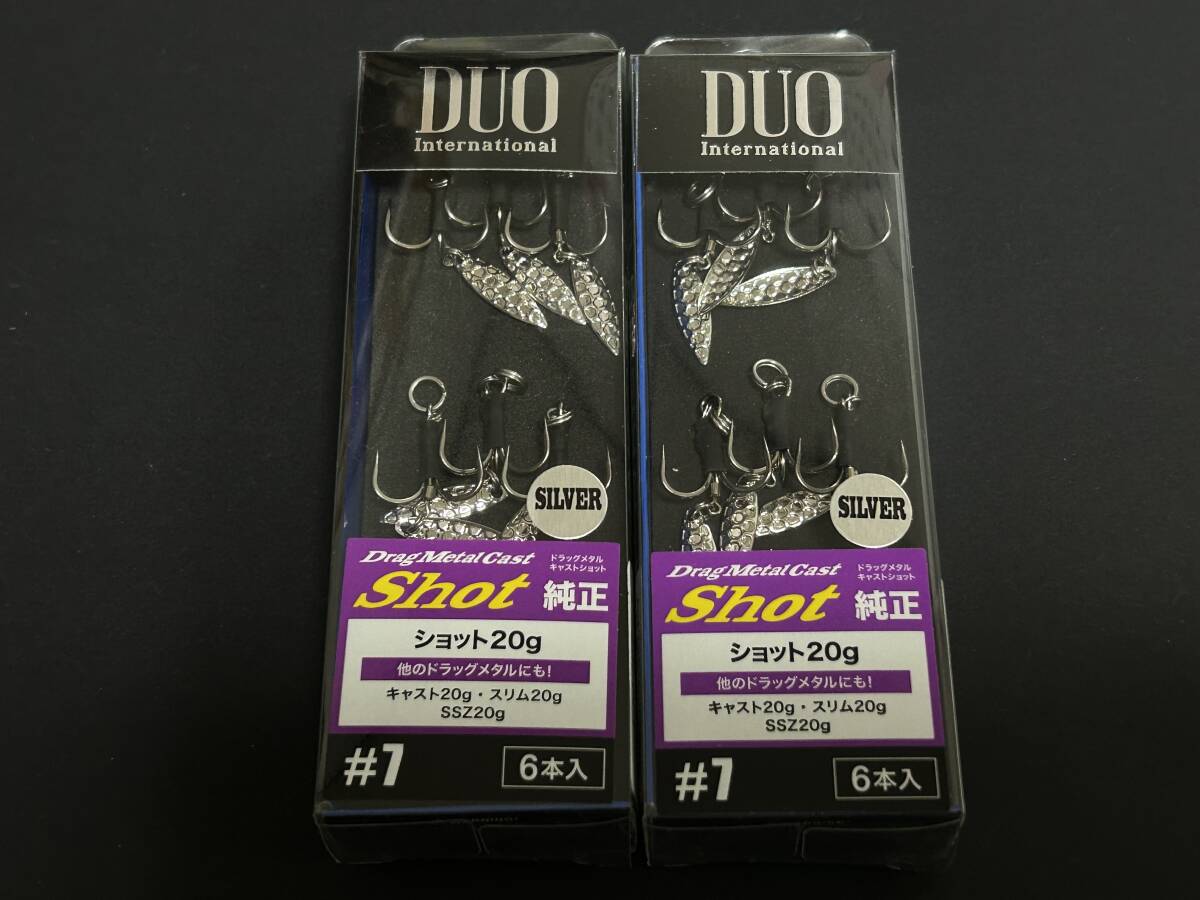 DUO
International
SILVER
Drag Metal Cast
ドラッグメタル
キャストショット
Shot 純正
ショット20g
他のドラッグメタルにも!
キャスト20g・スリム20g
SSZ20g
#7
6本入
DUO
International
SILVER
Drag Metal Cast
ドラッグメタル
キャストショット
Shot 純正
ショット20g
他のドラッグメタルにも!
キャスト20g・スリム20g
SSZ20g
#7
6本入